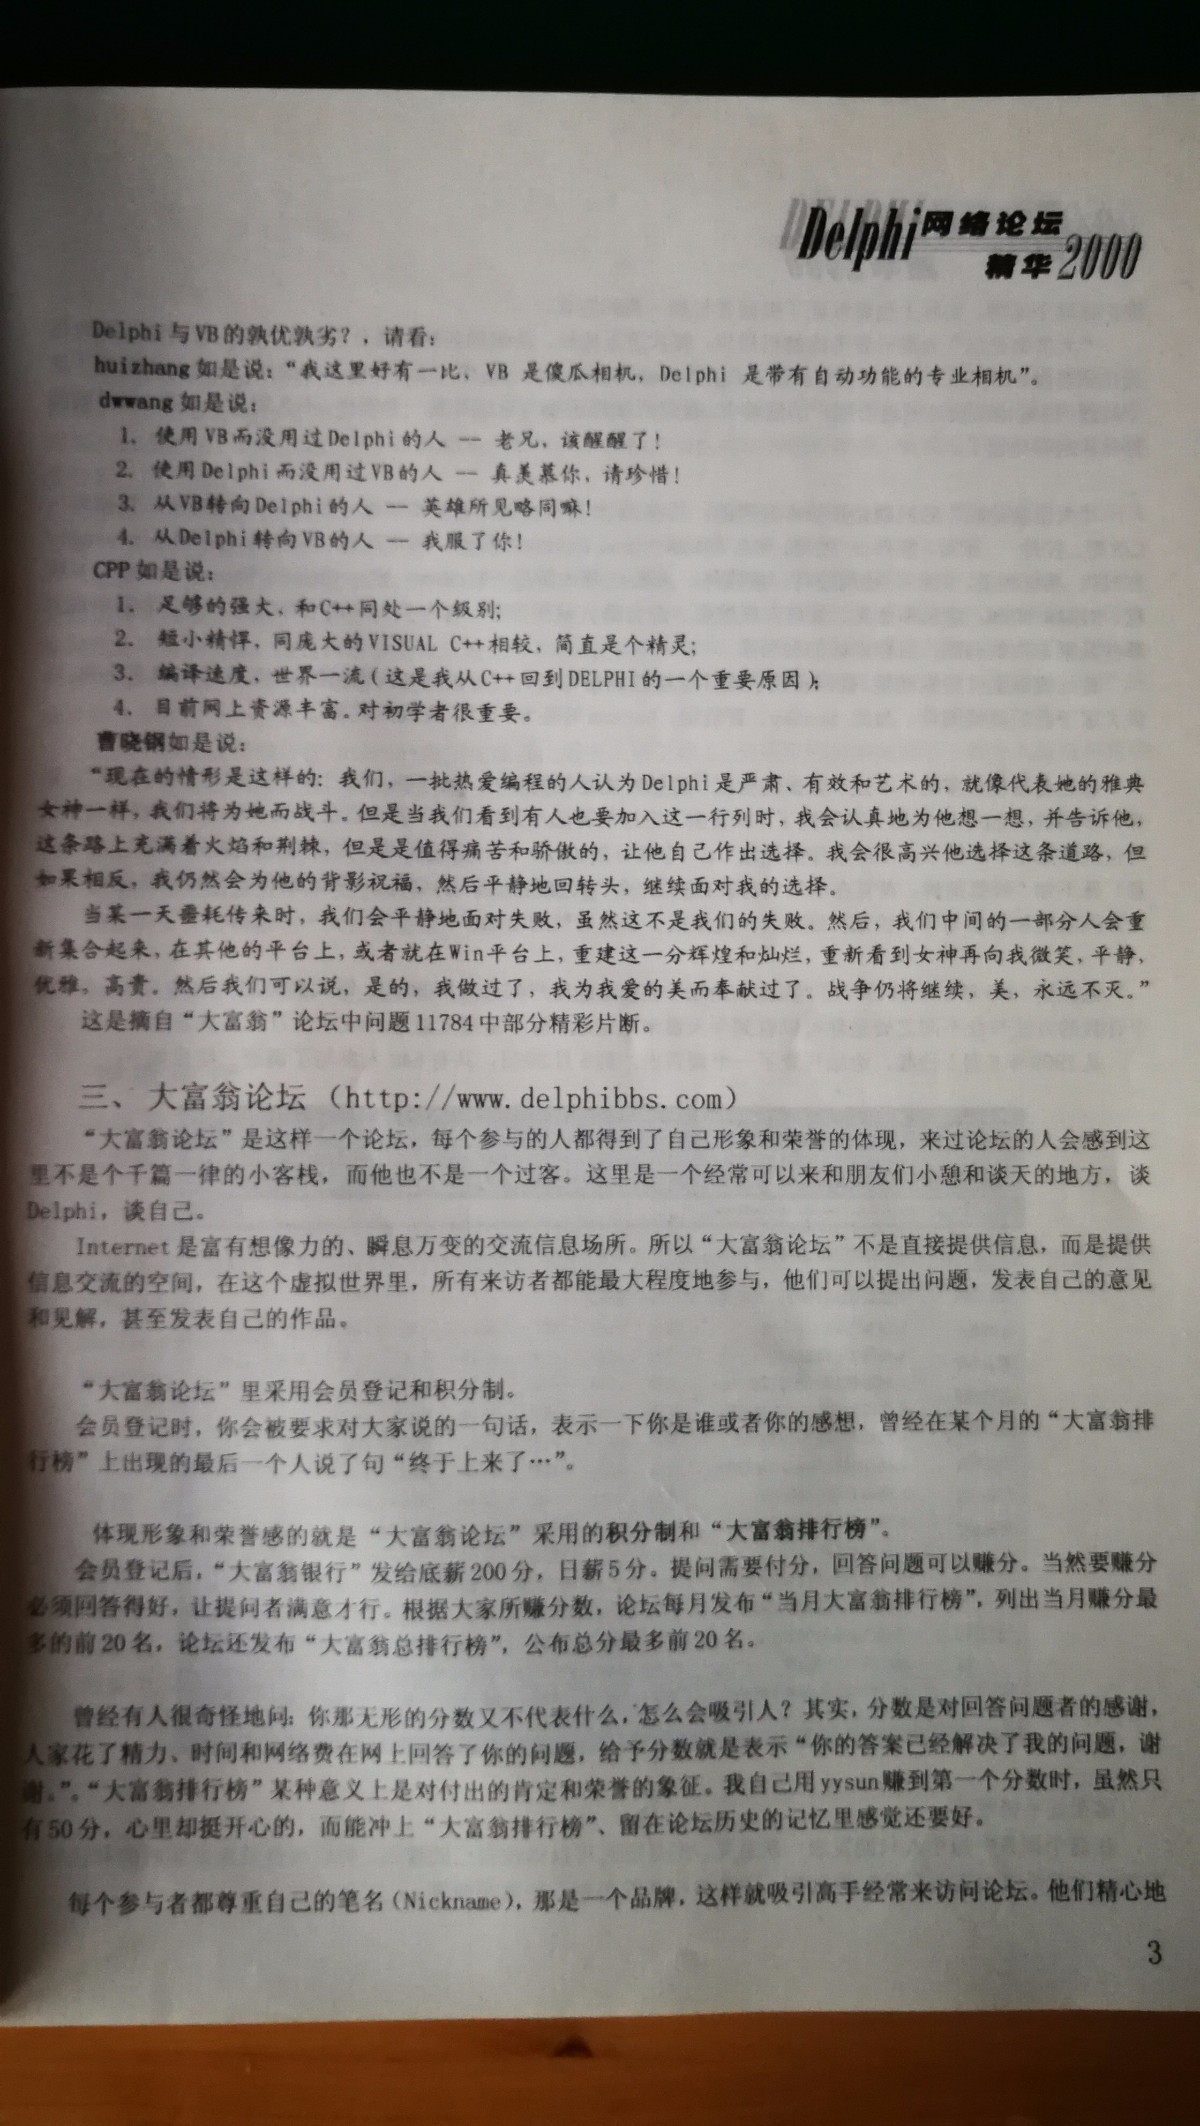 Delphi 网络论坛
精华 2000
Delphi与VB的孰优孰劣?,请看:
huizhang如是说:“我这里好有一比, VB 是傻瓜相机, Delphi 是带有自动功能的专业相机”。
dwwang如是说:
1. 使用VB而没用过Delphi的人 -- 老兄,该醒醒了!
2. 使用Delphi而没用过VB的人 -- 真羡慕你,请珍惜!
3. 从VB转向Delphi的人 -- 英雄所见略同嘛!
4. 从Delphi转向VB的人 -- 我服了你!
CPP如是说:
1. 足够的强大,和C++同处一个级别;
2. 短小精悍,同庞大的VISUAL C++相较,简直是个精灵;
3. 编译速度,世界一流(这是我从C++回到DELPHI的一个重要原因);
4. 目前网上资源丰富。对初学者很重要。
曹晓钢如是说:
“现在的情形是这样的: 我们,一批热爱编程的人认为Delphi是严肃、有效和艺术的,就像代表她的雅典
女神一样,我们将为她而战斗。但是当我们看到有人也要加入这一行列时,我会认真地为他想一想,并告诉他,
这条路上充满着火焰和荆棘,但是是值得痛苦和骄傲的,让他自己作出选择。我会很高兴他选择这条道路,但
如果相反,我仍然会为他的背影祝福,然后平静地回转头,继续面对我的选择。
当某一天噩耗传来时,我们会平静地面对失败,虽然这不是我们的失败。然后,我们中间的一部分人会重
新集合起来,在其他的平台上,或者就在Win平台上,重建这一分辉煌和灿烂,重新看到女神再向我微笑,平静,
优雅,高贵。然后我们可以说,是的,我做过了,我为我爱的美而奉献过了。战争仍将继续,美,永远不灭。”
这是摘自“大富翁”论坛中问题11784中部分精彩片断。
三、大富翁论坛(http://www.delphibbs.com)
“大富翁论坛”是这样一个论坛,每个参与的人都得到了自己形象和荣誉的体现,来过论坛的人会感到这
里不是个千篇一律的小客栈,而他也不是一个过客。这里是一个经常可以来和朋友们小憩和谈天的地方,谈
Delphi,谈自己。
Internet是富有想像力的、瞬息万变的交流信息场所。所以“大富翁论坛”不是直接提供信息,而是提供
信息交流的空间,在这个虚拟世界里,所有来访者都能最大程度地参与,他们可以提出问题,发表自己的意见
和见解,甚至发表自己的作品。
“大富翁论坛”里采用会员登记和积分制。
会员登记时,你会被要求对大家说的一句话,表示一下你是谁或者你的感想,曾经在某个月的“大富翁排
行榜”上出现的最后一个人说了句“终于上来了…”。
体现形象和荣誉感的就是“大富翁论坛”采用的积分制和“大富翁排行榜”。
会员登记后,“大富翁银行”发给底薪200分,日薪5分。提问需要付分,回答问题可以赚分。当然要赚分
必须回答得好,让提问者满意才行。根据大家所赚分数,论坛每月发布“当月大富翁排行榜”,列出当月赚分最
多的前20名,论坛还发布“大富翁总排行榜”,公布总分最多前20名。
曾经有人很奇怪地问:你那无形的分数又不代表什么,怎么会吸引人?其实,分数是对回答问题者的感谢,
人家花了精力、时间和网络费在网上回答了你的问题,给予分数就是表示“你的答案已经解决了我的问题,谢
谢。”。“大富翁排行榜”某种意义上是对付出的肯定和荣誉的象征。我自己用yysun赚到第一个分数时,虽然只
有50分,心里却挺开心的,而能冲上“大富翁排行榜”、留在论坛历史的记忆里感觉还要好。
每个参与者都尊重自己的笔名(Nickname),那是一个品牌,这样就吸引高手经常来访问论坛。他们精心地
3